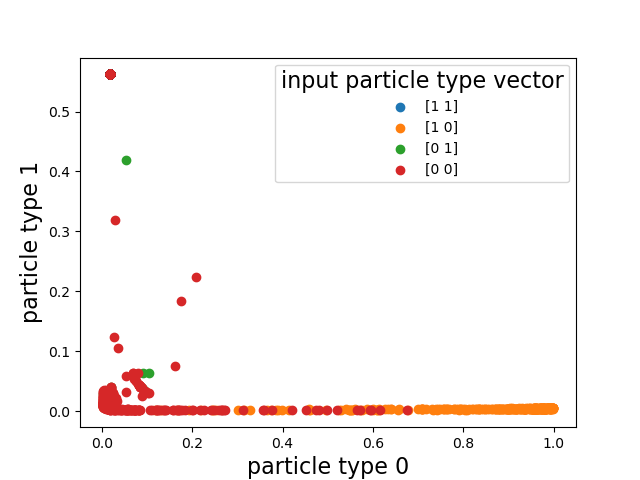 input particle type vector
[1 1]
[1 0]
[0 1]
[0 0]
particle type 1
0.5
0.4
0.3
0.2
0.1
0.0
0.0 0.2 0.4 0.6 0.8 1.0
particle type 0